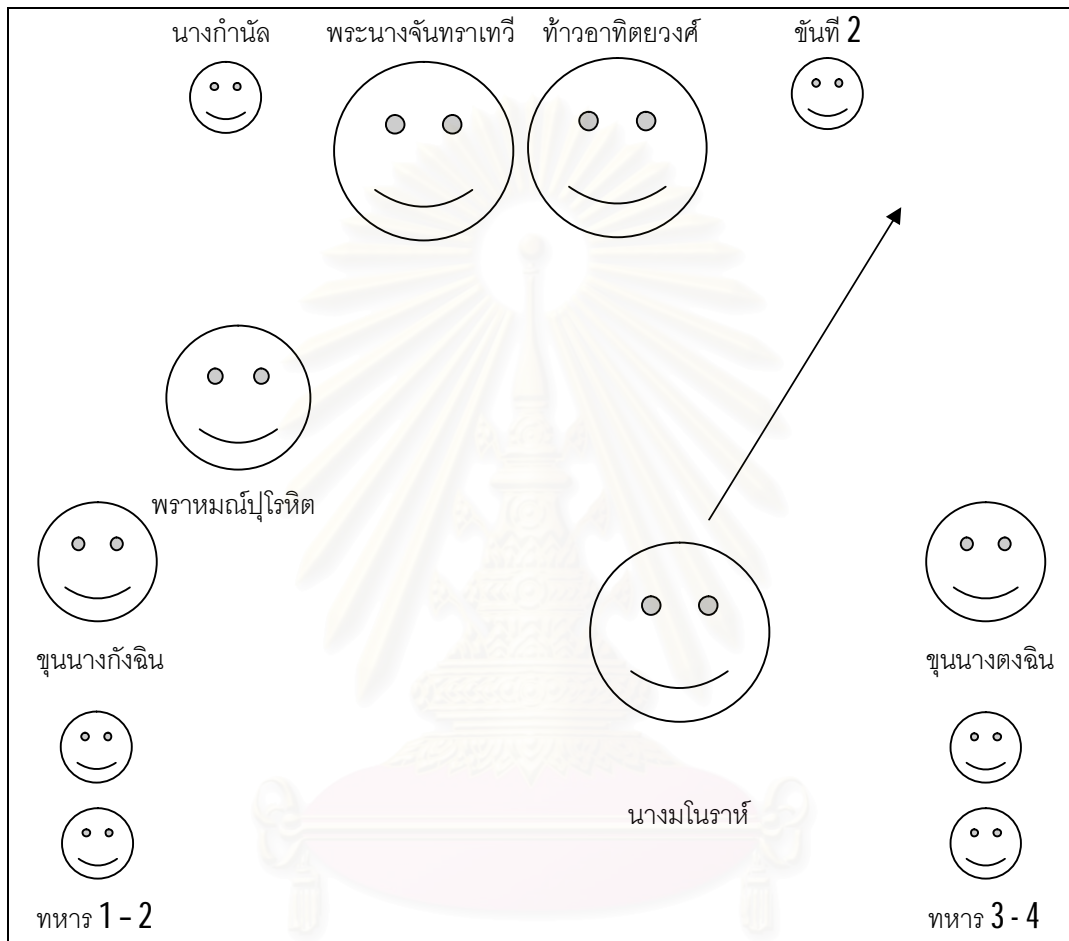 นางกำนัล พระนางจันทราเทวี ท้าวอาทิตยวงศ์ ขันที 2
พราหมณ์ปุโรหิต
ขุนนางกังฉิน ขุนนางตงฉิน
นางมโนราห์
ทหาร 1 – 2 ทหาร 3 - 4